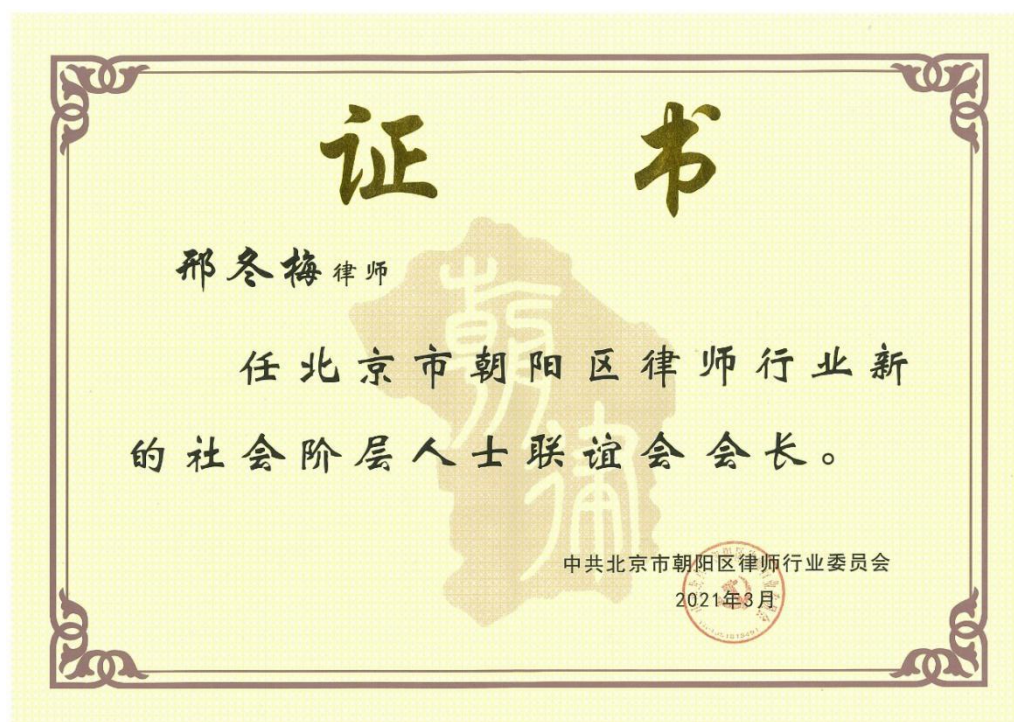 证 书
邢冬梅律师
任北京市朝阳区律师行业新
的社会阶层人士联谊会会长。
朝律
中共北京市朝阳区律师行业委员会
2021年3月